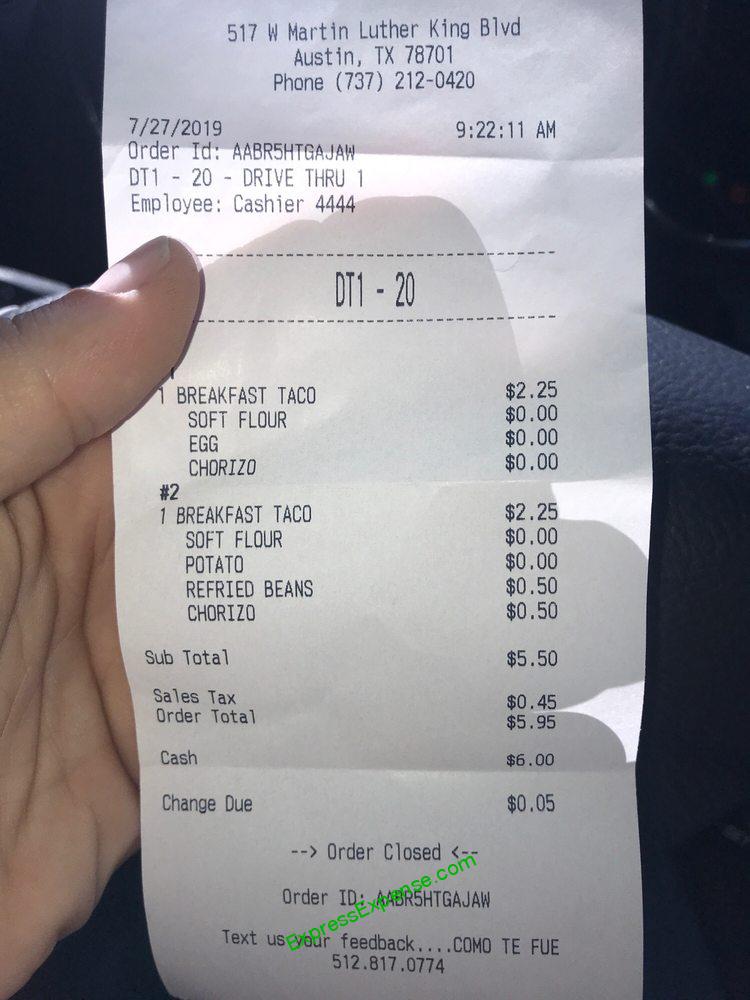 517 W Martin Luther King Blvd
Austin, TX 78701
Phone (737) 212-0420
7/27/2019 9:22:11 AM
Order Id: AABR5HTGAJAW
DT1 - 20 - DRIVE THRU 1
Employee: Cashier 4444
DT1 - 20
1 BREAKFAST TACO $2.25
SOFT FLOUR $0.00
EGG $0.00
CHORIZO $0.00
#2
1 BREAKFAST TACO $2.25
SOFT FLOUR $0.00
POTATO $0.00
REFRIED BEANS $0.50
CHORIZO $0.50
Sub Total $5.50
Sales Tax $0.45
Order Total $5.95
Cash $6.00
Change Due $0.05
--> Order Closed <--
Order ID: AABR5HTGAJAW
ExpressExpense.com
Text us your feedback....COMO TE FUE
512.817.0774